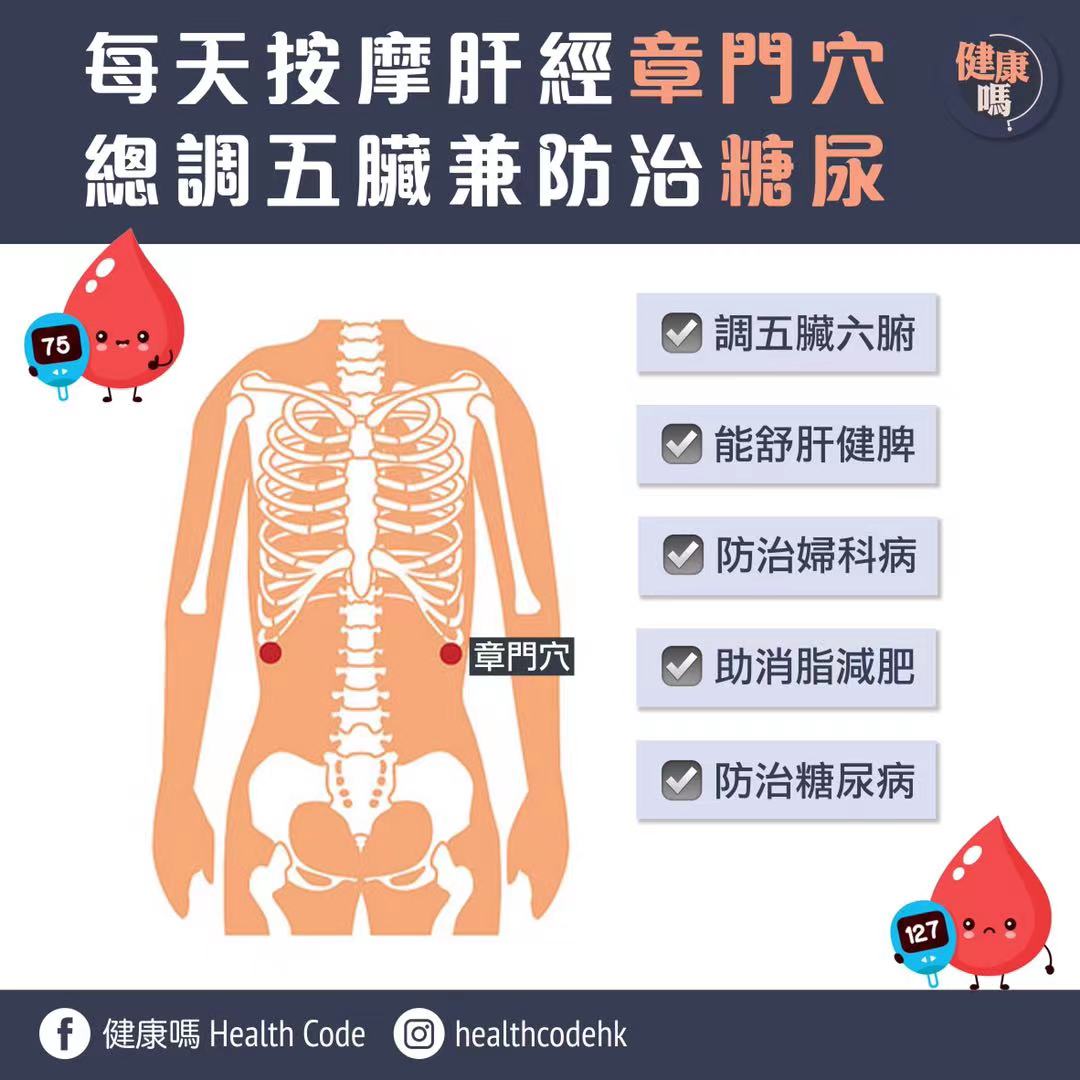 每天按摩肝經章門穴
總調五臟兼防治糖尿
健康
嗎?
75
調五臟六腑
能舒肝健脾
防治婦科病
章門穴
助消脂減肥
防治糖尿病
127
健康嗎 Health Code
healthcodehk